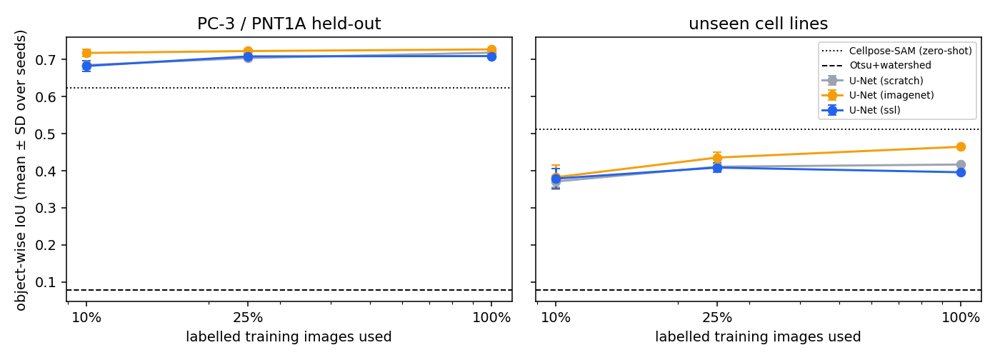 PC-3 / PNT1A held-out
unseen cell lines
object-wise IoU (mean ± SD over seeds)
0.7
0.6
0.5
0.4
0.3
0.2
0.1
Cellpose-SAM (zero-shot)
Otsu+watershed
U-Net (scratch)
U-Net (imagenet)
U-Net (ssl)
10%
25%
100%
10%
25%
100%
labelled training images used
labelled training images used